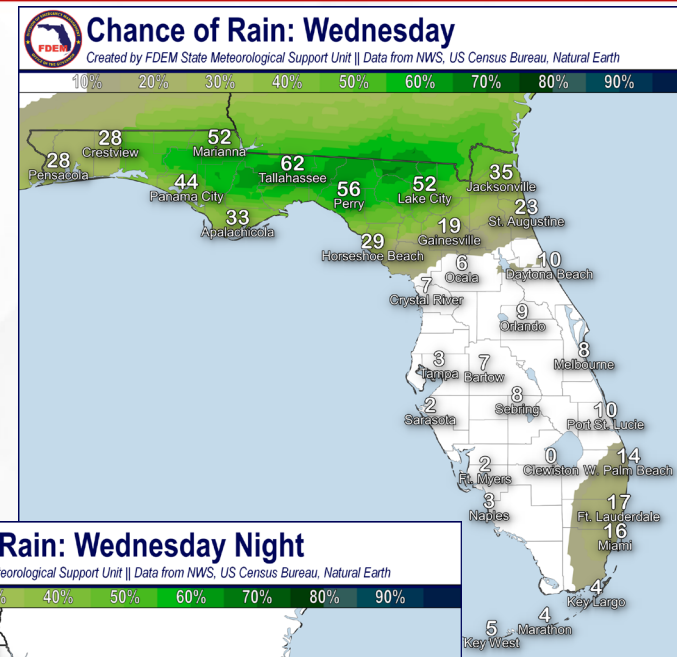 FDEM
Chance of Rain: Wednesday
Created by FDEM State Meteorological Support Unit || Data from NWS, US Census Bureau, Natural Earth
10% 20% 30% 40% 50% 60% 70% 80% 90%
28
Crestview
52
Marianna
28
Pensacola
62
Tallahassee
44
Panama City
56
Perry
52
Lake City
35
Jacksonville
33
Apalachicola
23
St. Augustine
19
Gainesville
29
Horseshoe Beach
6
Ocala
10
Daytona Beach
7
Crystal River
9
Orlando
3
Tampa
7
Bartow
8
Melbourne
2
Sarasota
8
Sebring
10
Port St. Lucie
2
Ft. Myers
0
Clewiston
14
W. Palm Beach
3
Naples
17
Ft. Lauderdale
16
Miami
4
Key Largo
4
Marathon
5
Key West
Rain: Wednesday Night
eorological Support Unit || Data from NWS, US Census Bureau, Natural Earth
% 40% 50% 60% 70% 80% 90%